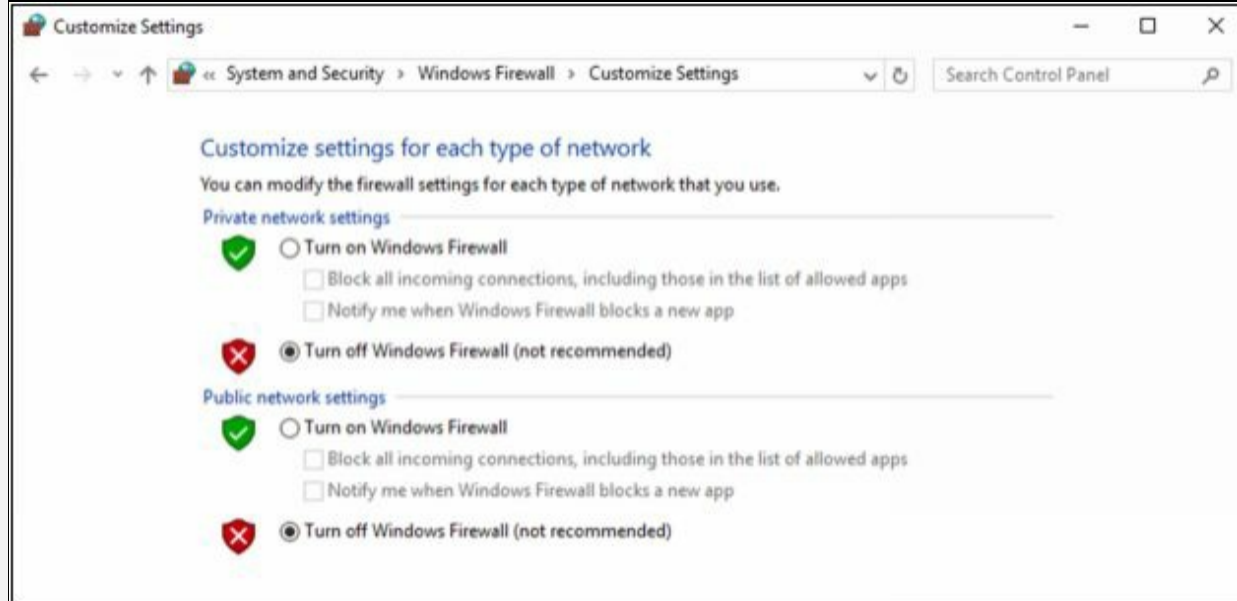 Customize Settings
« System and Security › Windows Firewall › Customize Settings
Search Control Panel
Customize settings for each type of network
You can modify the firewall settings for each type of network that you use.
Private network settings
Turn on Windows Firewall
Block all incoming connections, including those in the list of allowed apps
Notify me when Windows Firewall blocks a new app
Turn off Windows Firewall (not recommended)
Public network settings
Turn on Windows Firewall
Block all incoming connections, including those in the list of allowed apps
Notify me when Windows Firewall blocks a new app
Turn off Windows Firewall (not recommended)